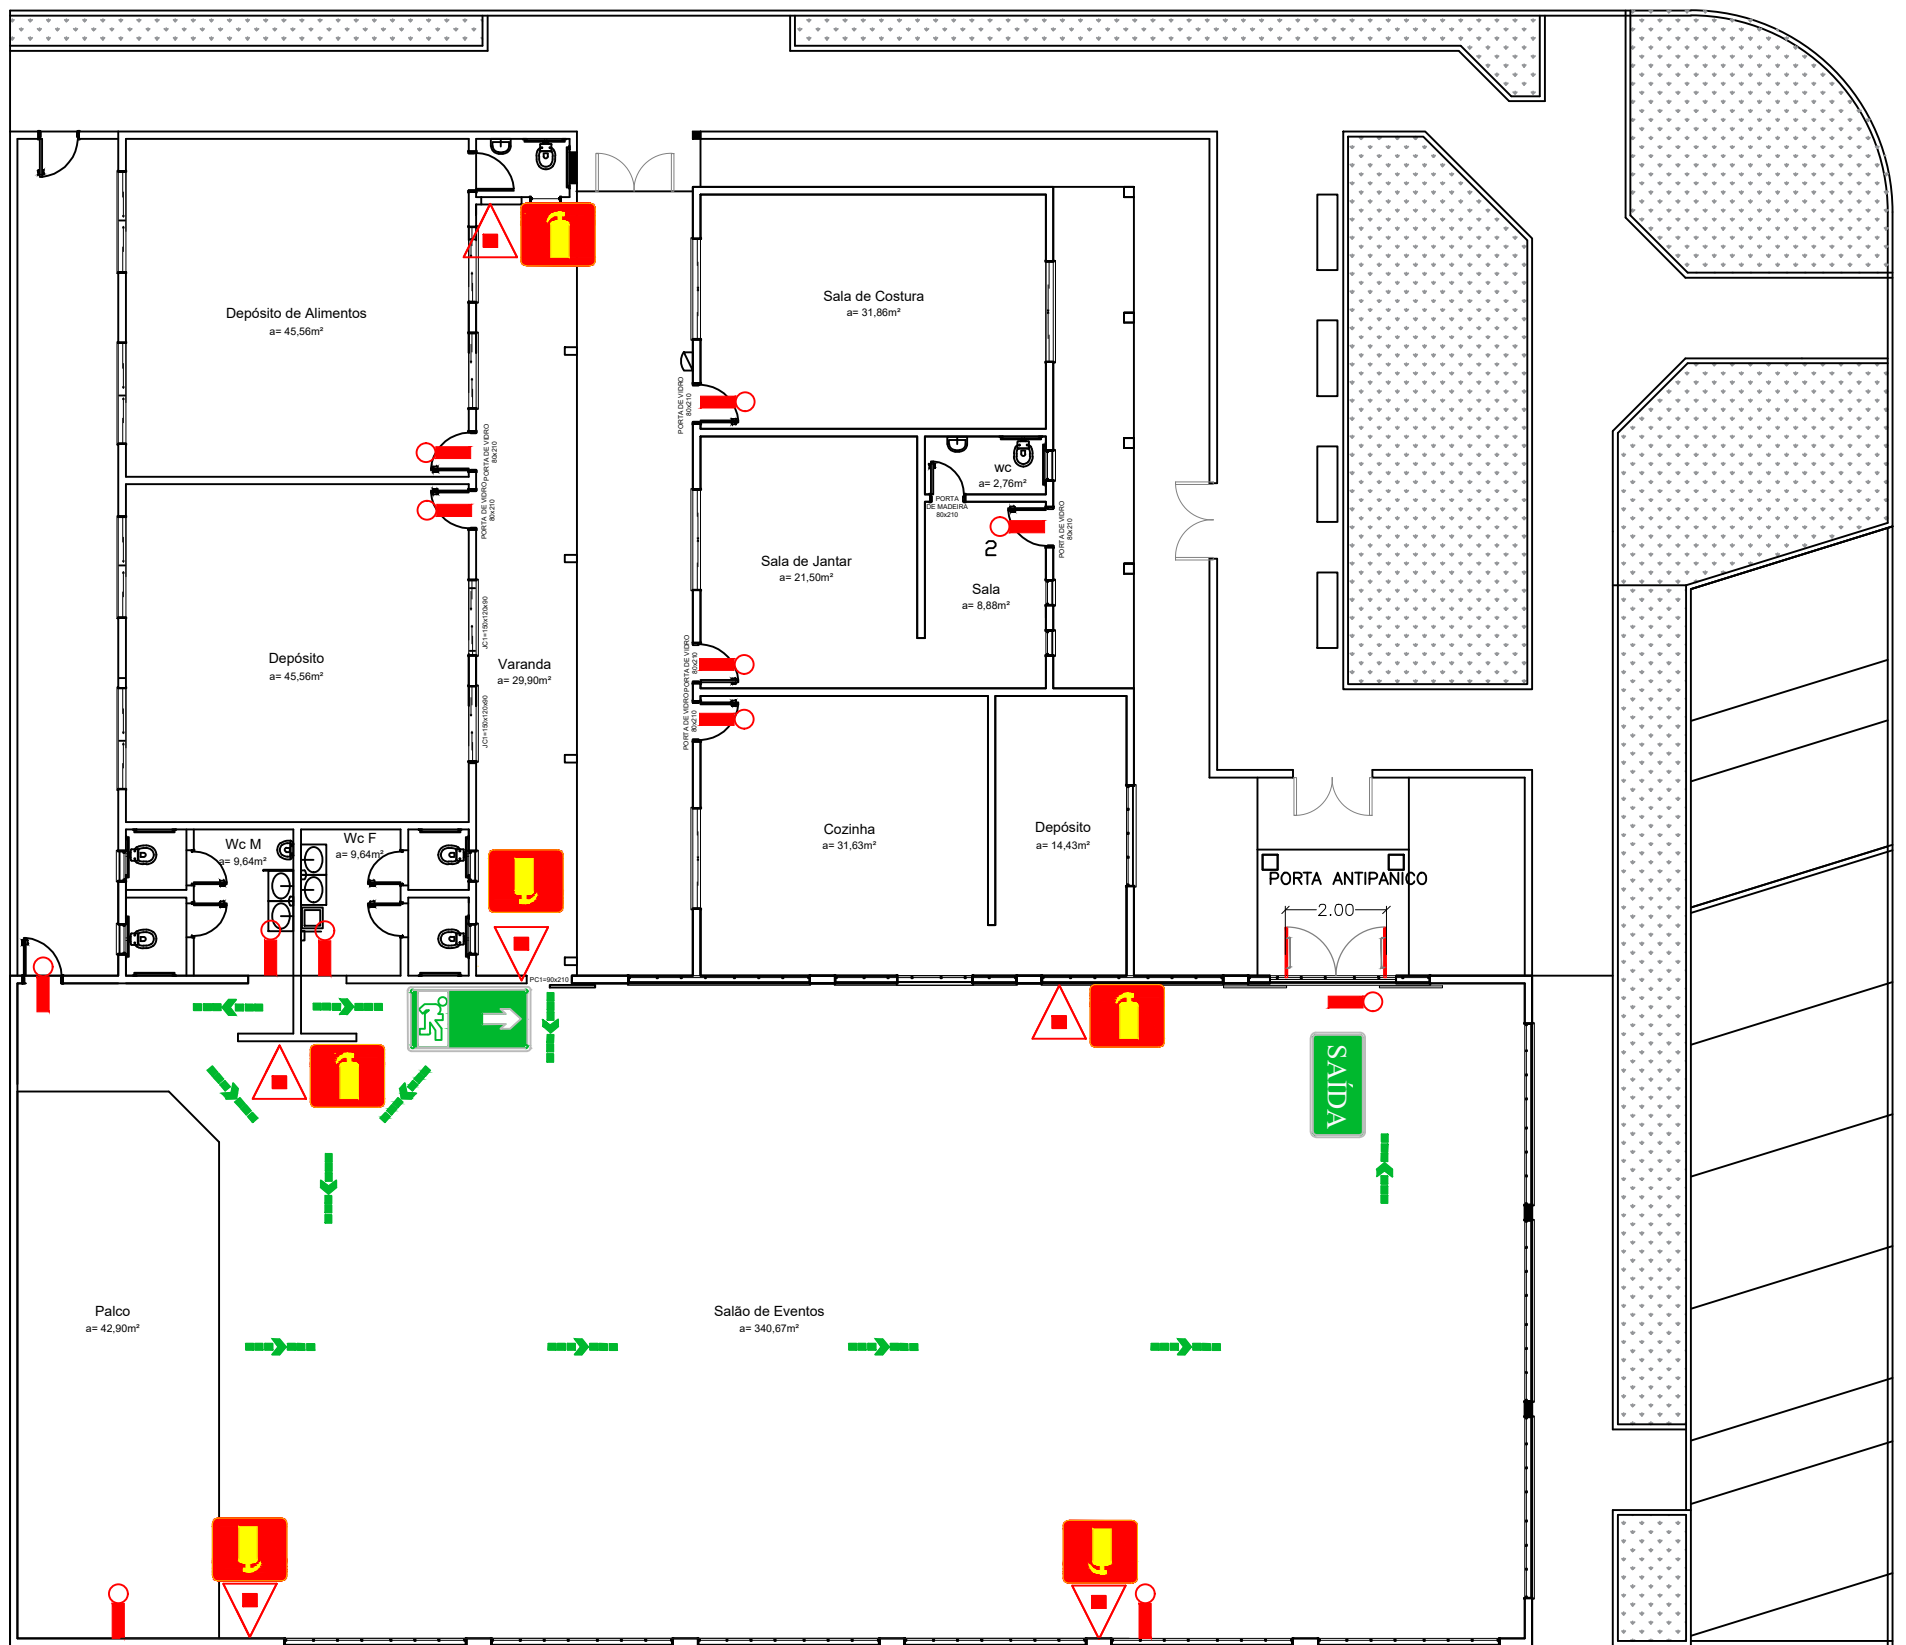 Depósito de Alimentos
a= 45,56m²
Sala de Costura
a= 31,86m²
PORTA DE VIDRO
80x210
PORTA DE VIDRO
80x210
PORTA DE VIDRO
80x210
WC
a= 2,76m²
PORTA
DE MADEIRA
80x210
PORTA DE VIDRO
80x210
2
Sala de Jantar
a= 21,50m²
Sala
a= 8,88m²
JC1=150x120x90
Depósito
a= 45,56m²
Varanda
a= 29,90m²
PORTA DE VIDRO
80x210
JC1=150x120x90
PORTA DE VIDRO
80x210
Wc M
a= 9,64m²
Wc F
a= 9,64m²
Cozinha
a= 31,63m²
Depósito
a= 14,43m²
PORTA ANTIPANICO
2.00
PC1=90x210
SAÍDA
Palco
a= 42,90m²
Salão de Eventos
a= 340,67m²